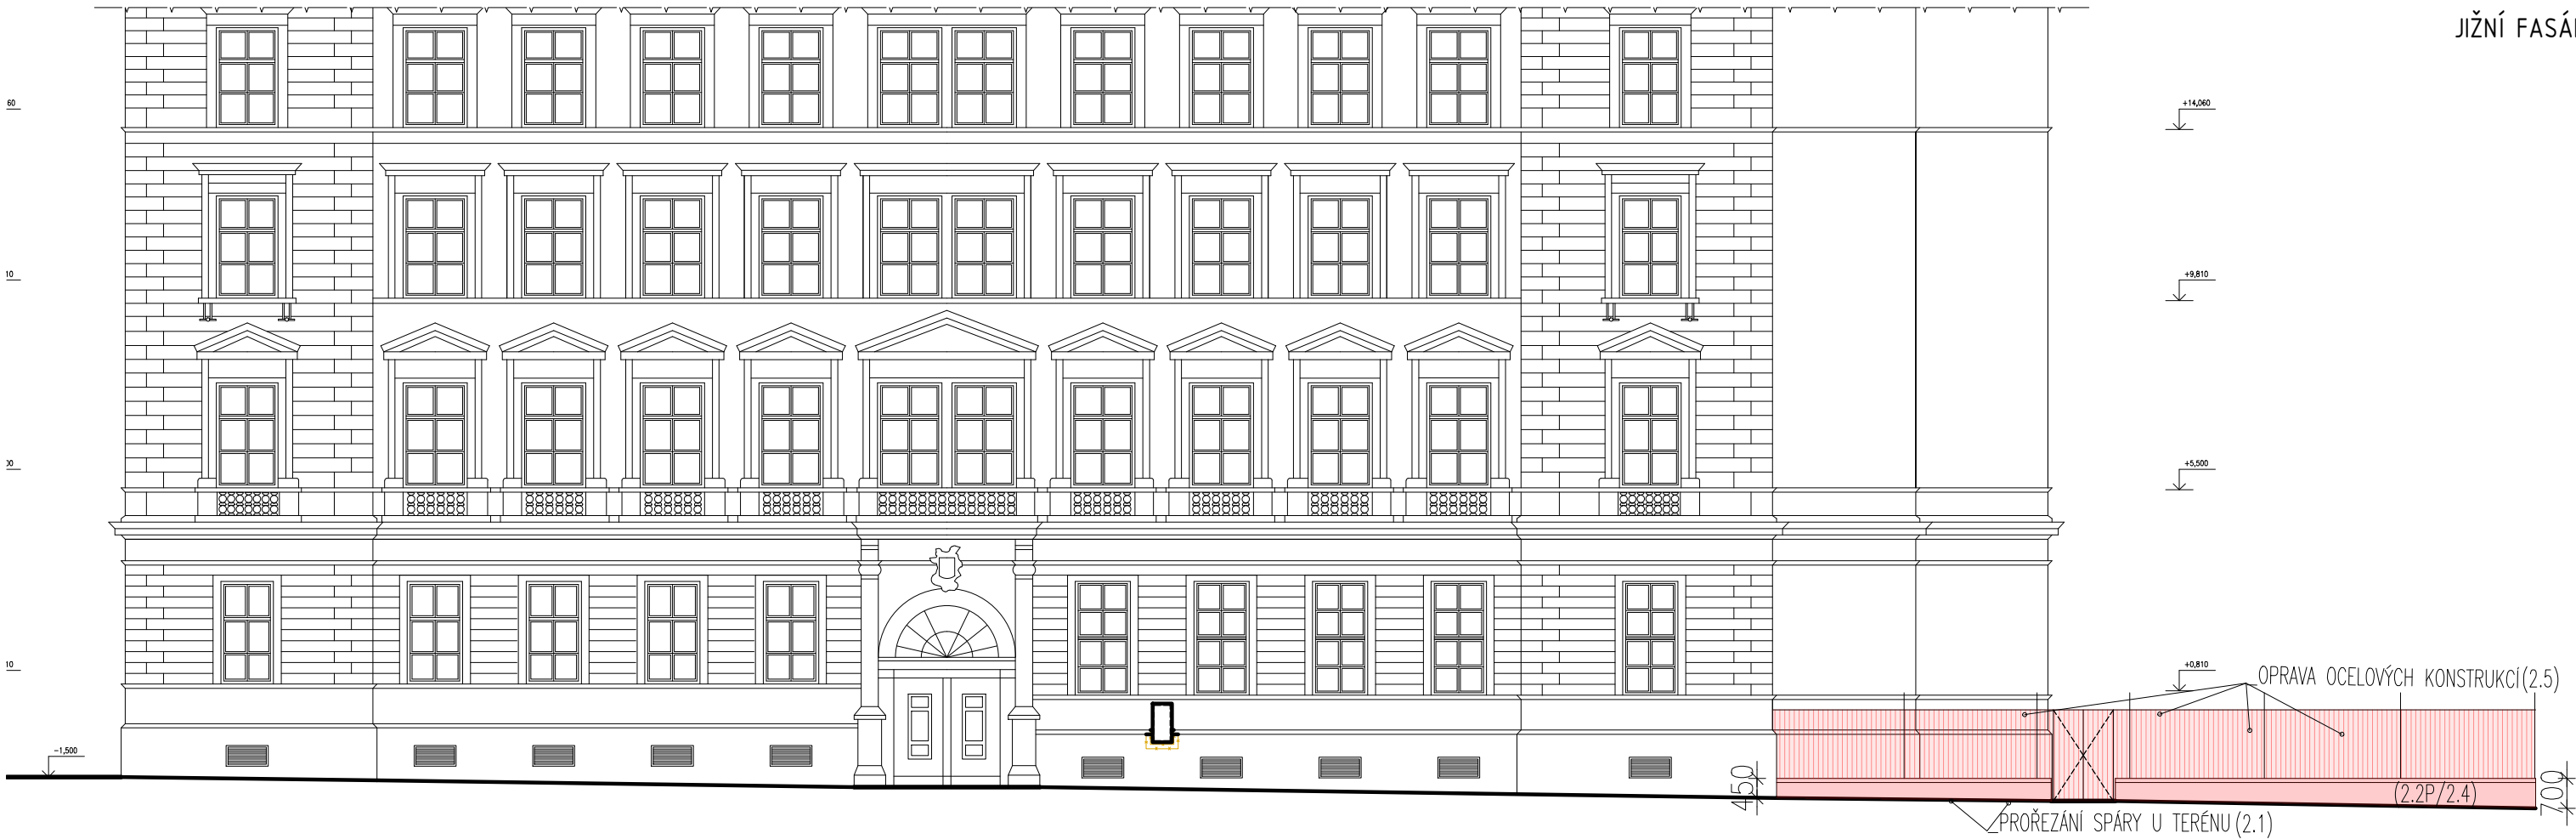 JIŽNÍ FASÁ
60
+14,060
10
+9,810
00
+5,500
10
+0,810
OPRAVA OCELOVÝCH KONSTRUKCÍ(2.5)
-1,500
450
(2.2P/2.4)
700
PROŘEZÁNÍ SPÁRY U TERÉNU(2.1)